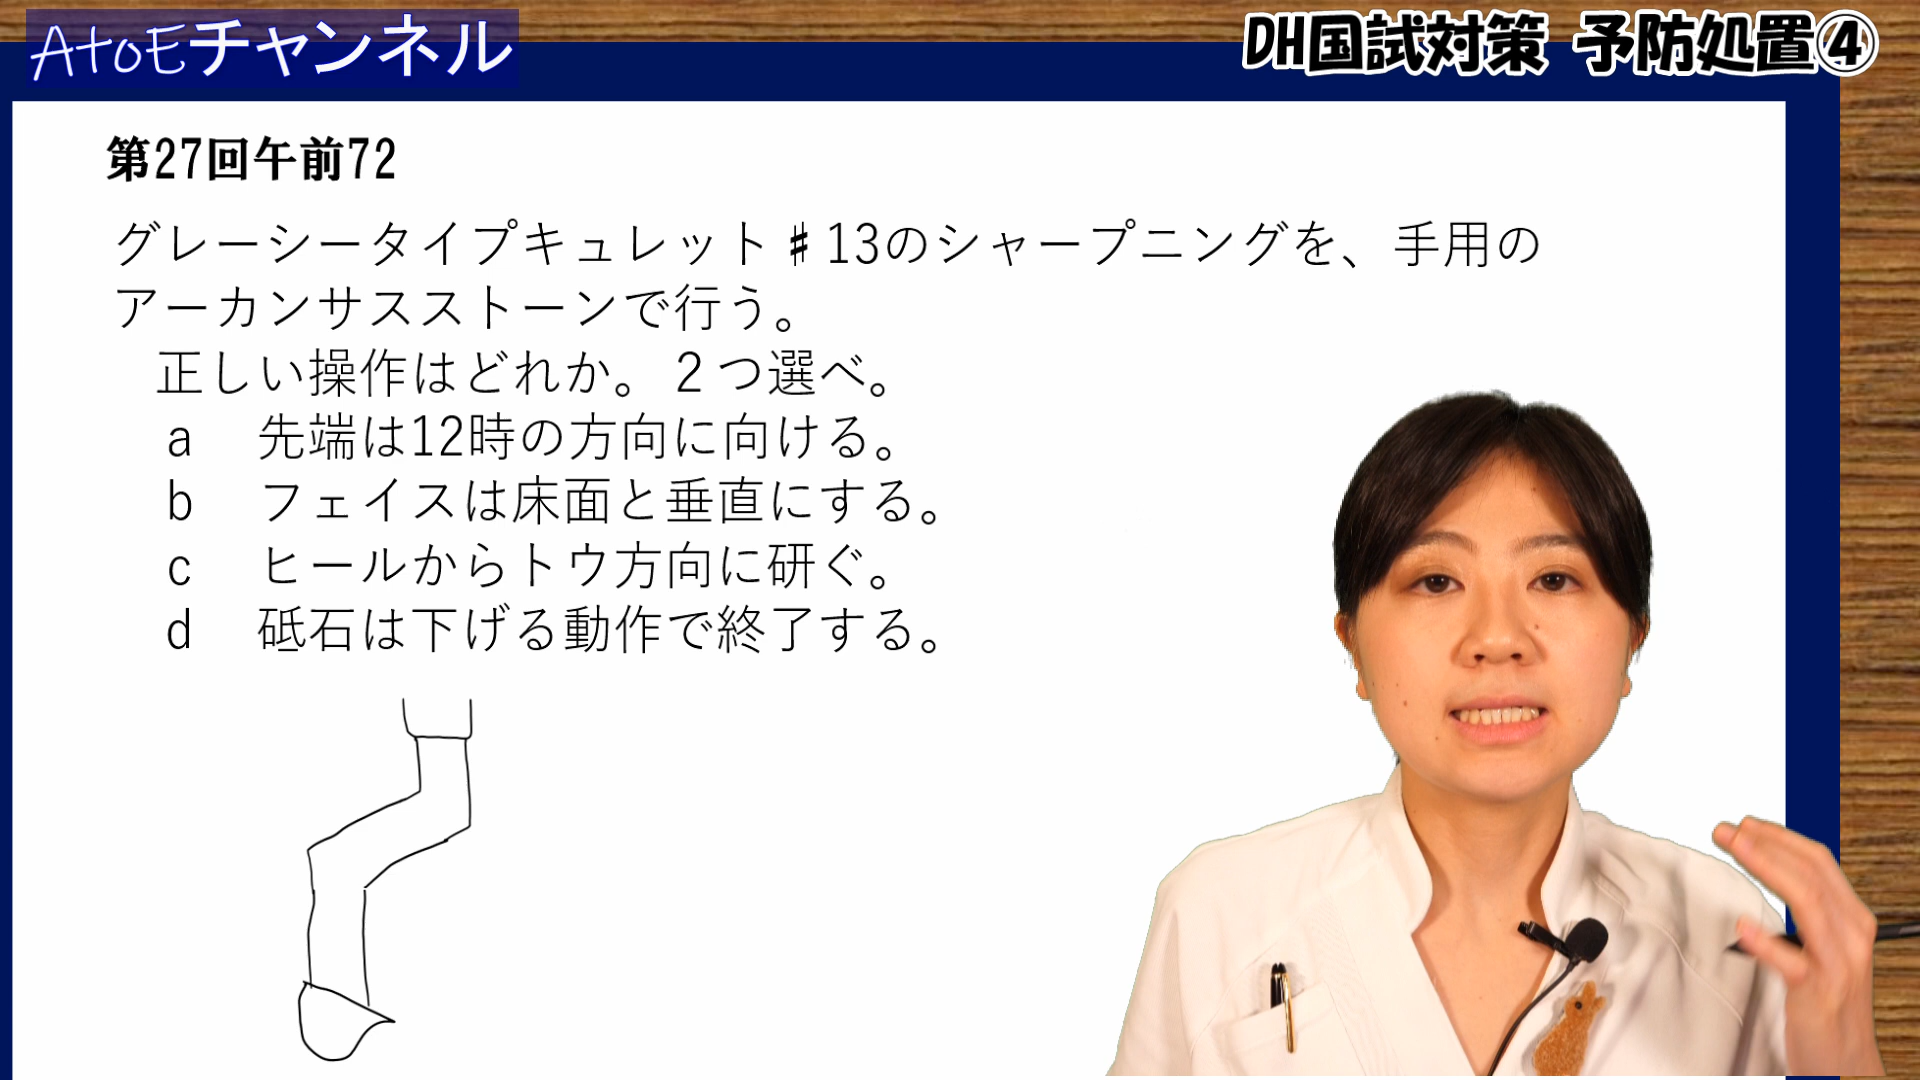 AtoEチャンネル
DH国試対策 予防処置④
第27回午前72
グレーシータイプキュレット♯13のシャープニングを、手用の
アーカンサスストーンで行う。
正しい操作はどれか。２つ選べ。
a 先端は12時の方向に向ける。
b フェイスは床面と垂直にする。
c ヒールからトウ方向に研ぐ。
d 砥石は下げる動作で終了する。